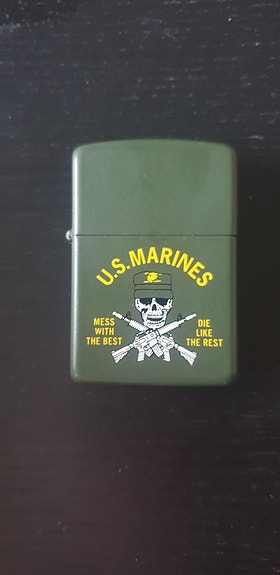 U.S. MARINES
MESS
WITH
THE BEST
DIE
LIKE
THE REST